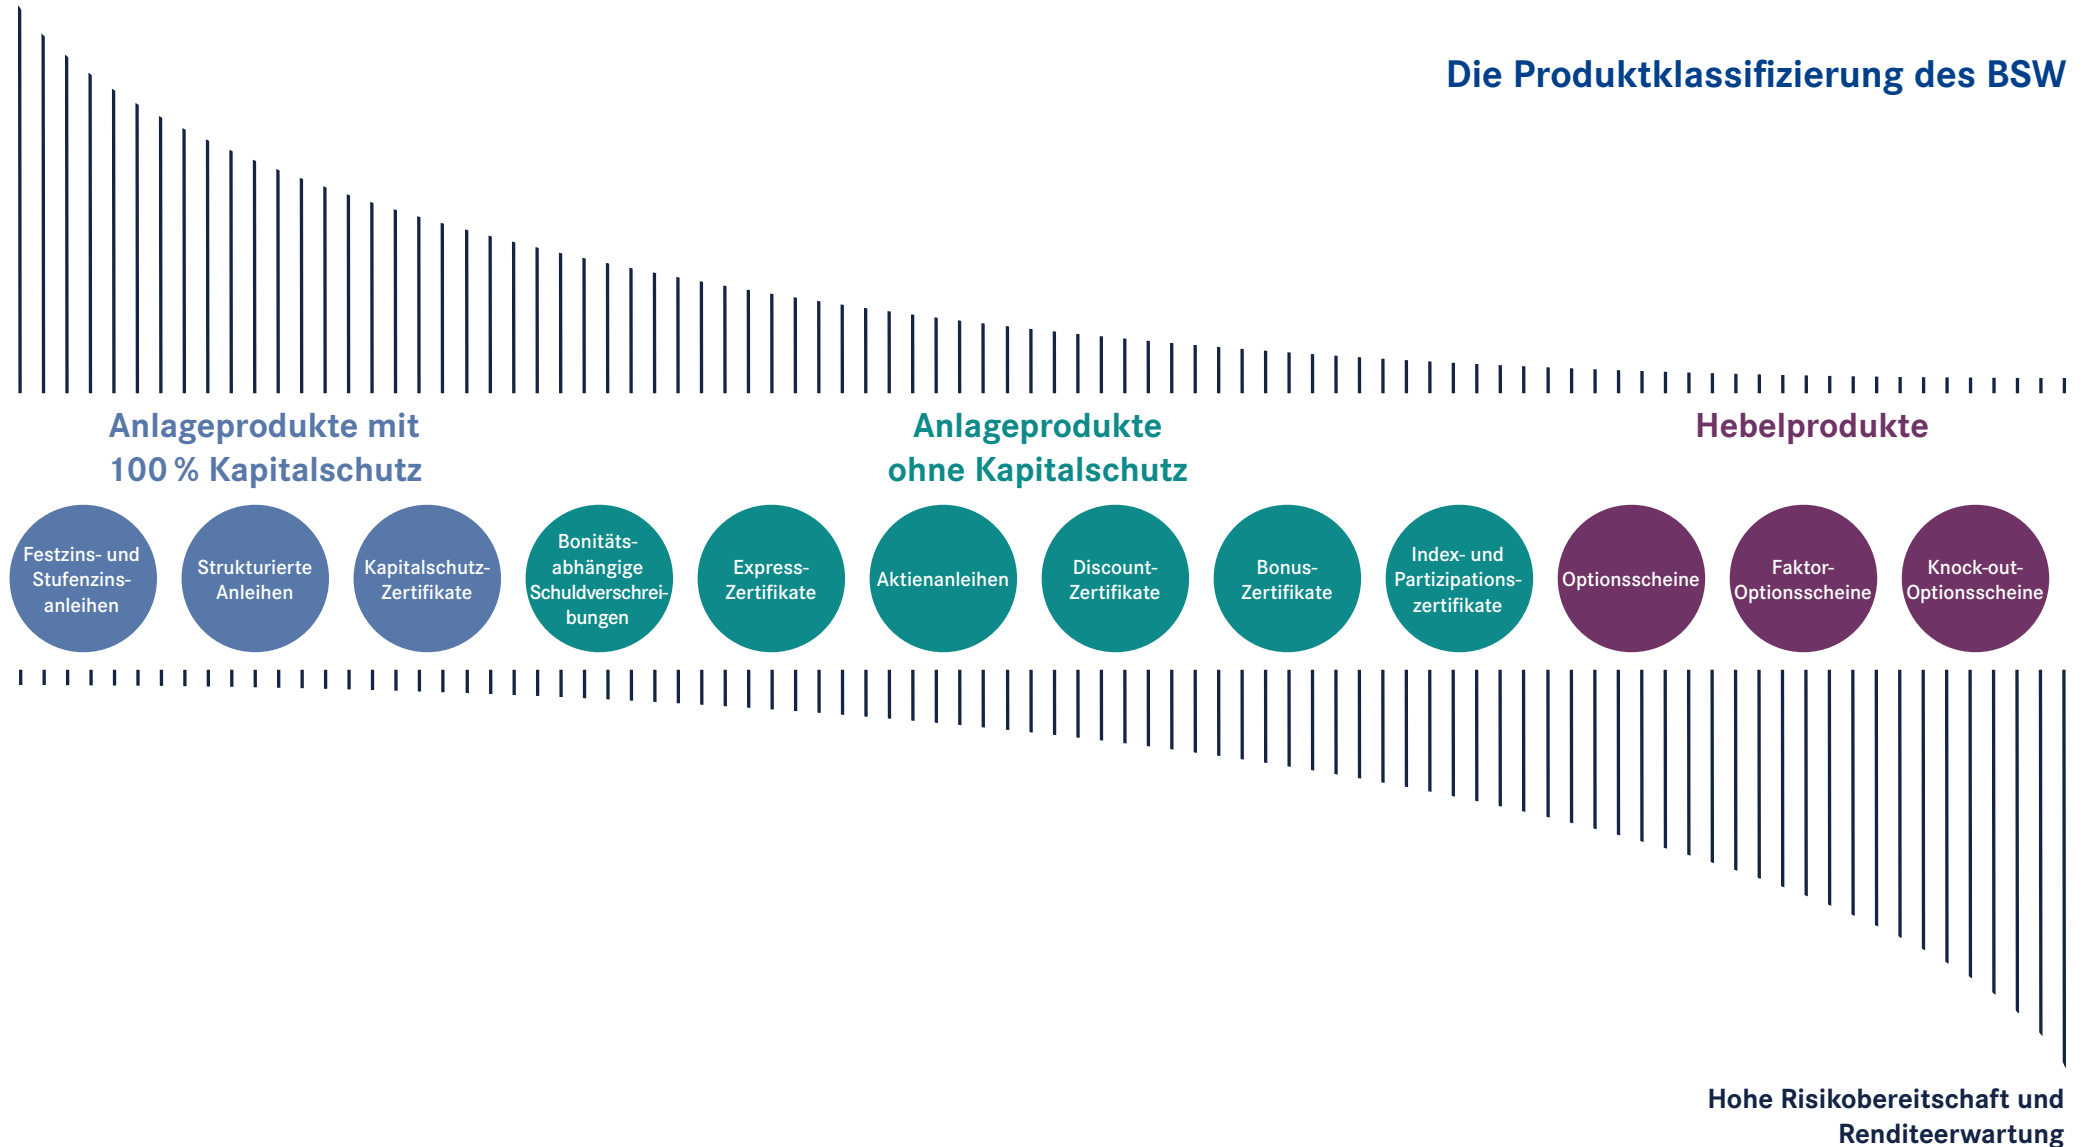 Die Produktklassifizierung des BSW
Anlageprodukte mit
100 % Kapitalschutz
Anlageprodukte
ohne Kapitalschutz
Hebelprodukte
Festzins- und
Stufenzins-
anleihen
Strukturierte
Anleihen
Kapitalschutz-
Zertifikate
Bonitäts-
abhängige
Schuldverschrei-
bungen
Express-
Zertifikate
Aktienanleihen
Discount-
Zertifikate
Bonus-
Zertifikate
Index- und
Partizipations-
zertifikate
Optionsscheine
Faktor-
Optionsscheine
Knock-out-
Optionsscheine
Hohe Risikobereitschaft und
Renditeerwartung